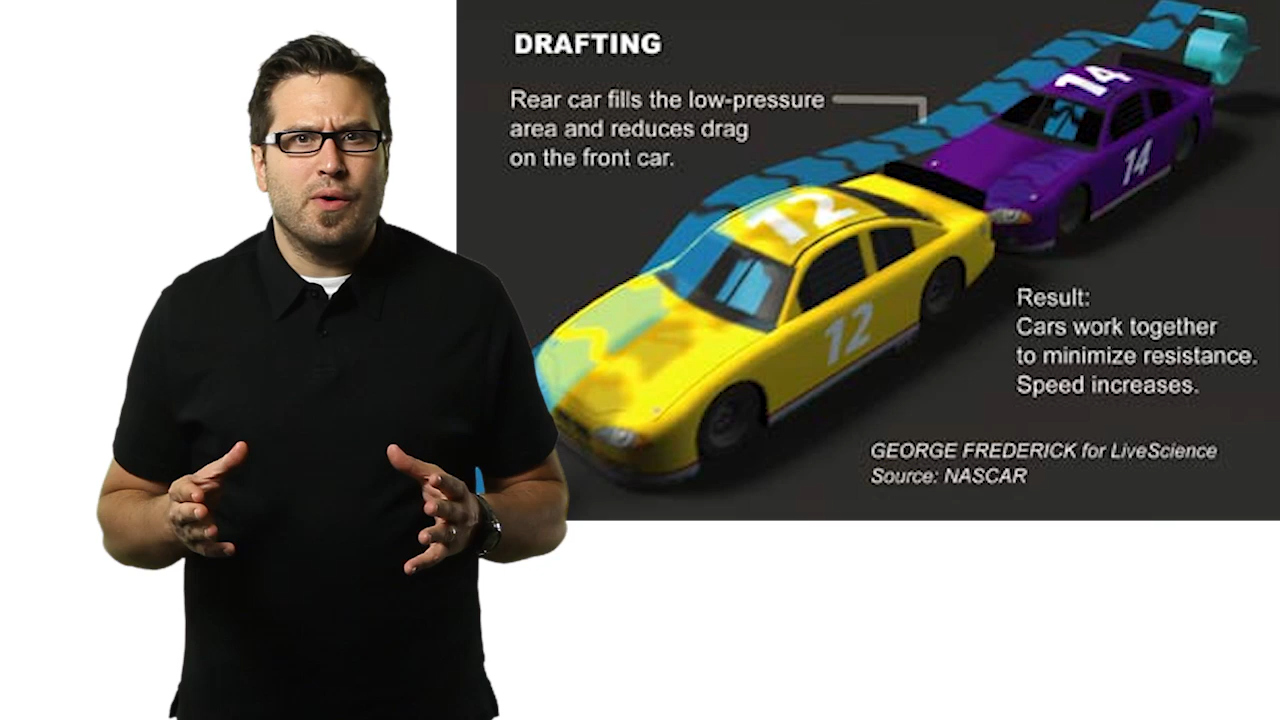 DRAFTING
Rear car fills the low-pressure
area and reduces drag
on the front car.
14
14
12
12
Result:
Cars work together
to minimize resistance.
Speed increases.
GEORGE FREDERICK for LiveScience
Source: NASCAR